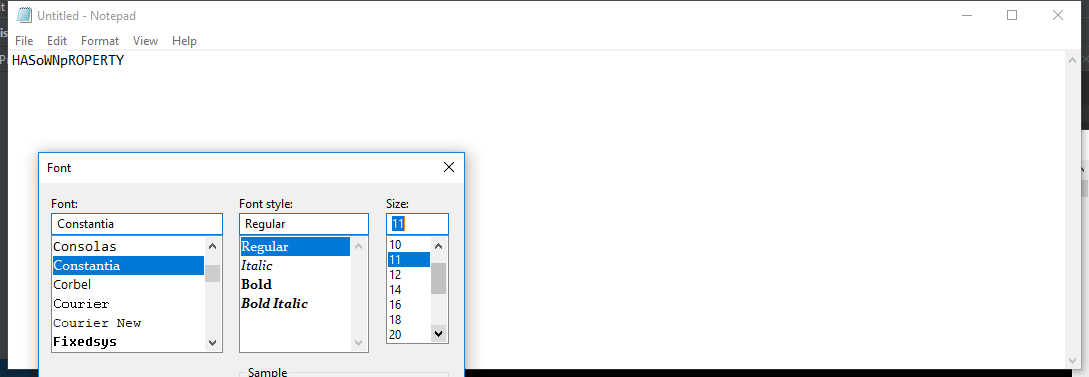 Untitled - Notepad
File Edit Format View Help
HASoWNpROPERTY
Font
Font: Font style: Size:
Constantia Regular 11
Consolas Regular 10
Constantia Italic 11
Corbel Bold 12
Courier Bold Italic 14
Courier New 16
Fixedsys 18
20
Sample